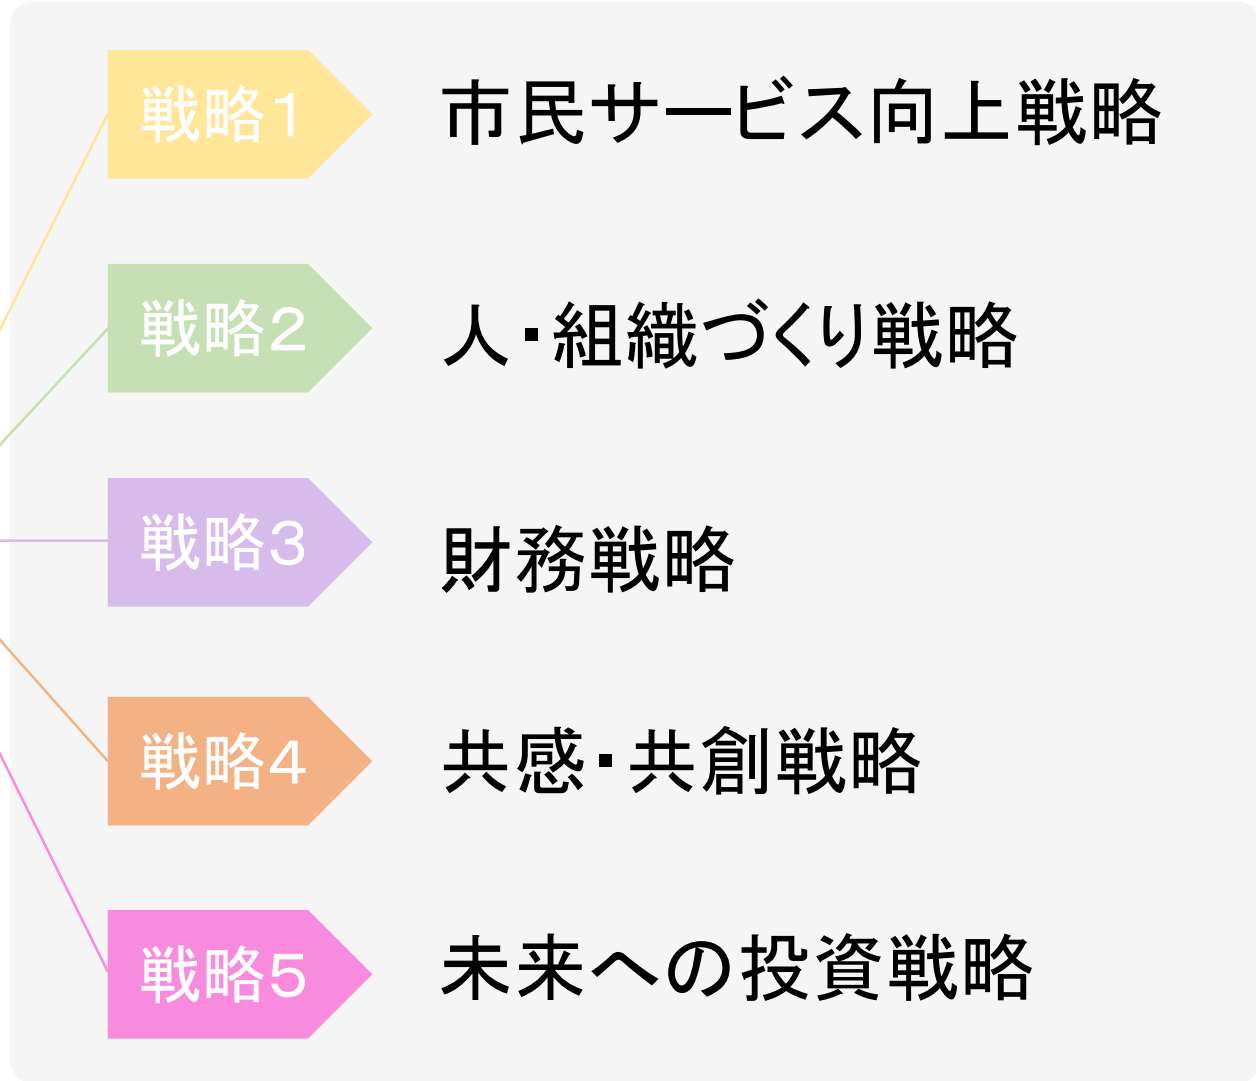 戦略１ 市民サービス向上戦略
戦略２ 人・組織づくり戦略
戦略３ 財務戦略
戦略４ 共感・共創戦略
戦略５ 未来への投資戦略